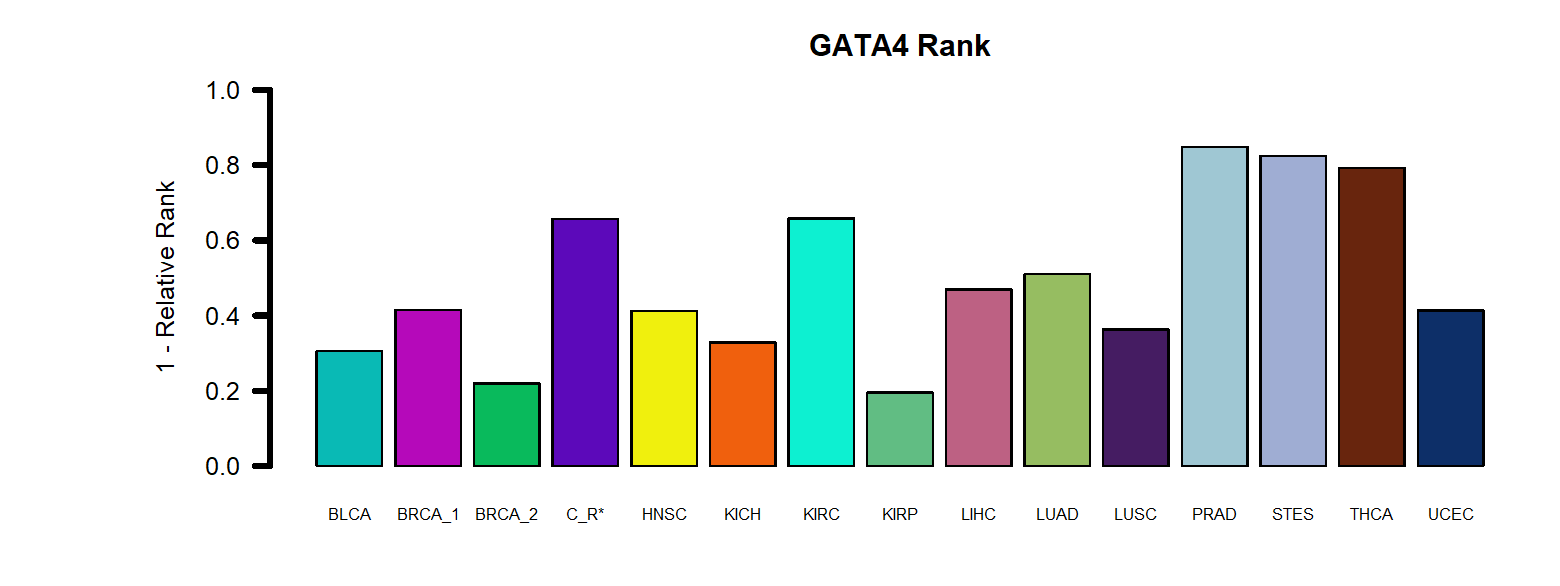 GATA4 Rank
1 - Relative Rank
1.0
0.8
0.6
0.4
0.2
0.0
BLCA BRCA_1 BRCA_2 C_R* HNSC KICH KIRC KIRP LIHC LUAD LUSC PRAD STES THCA UCEC